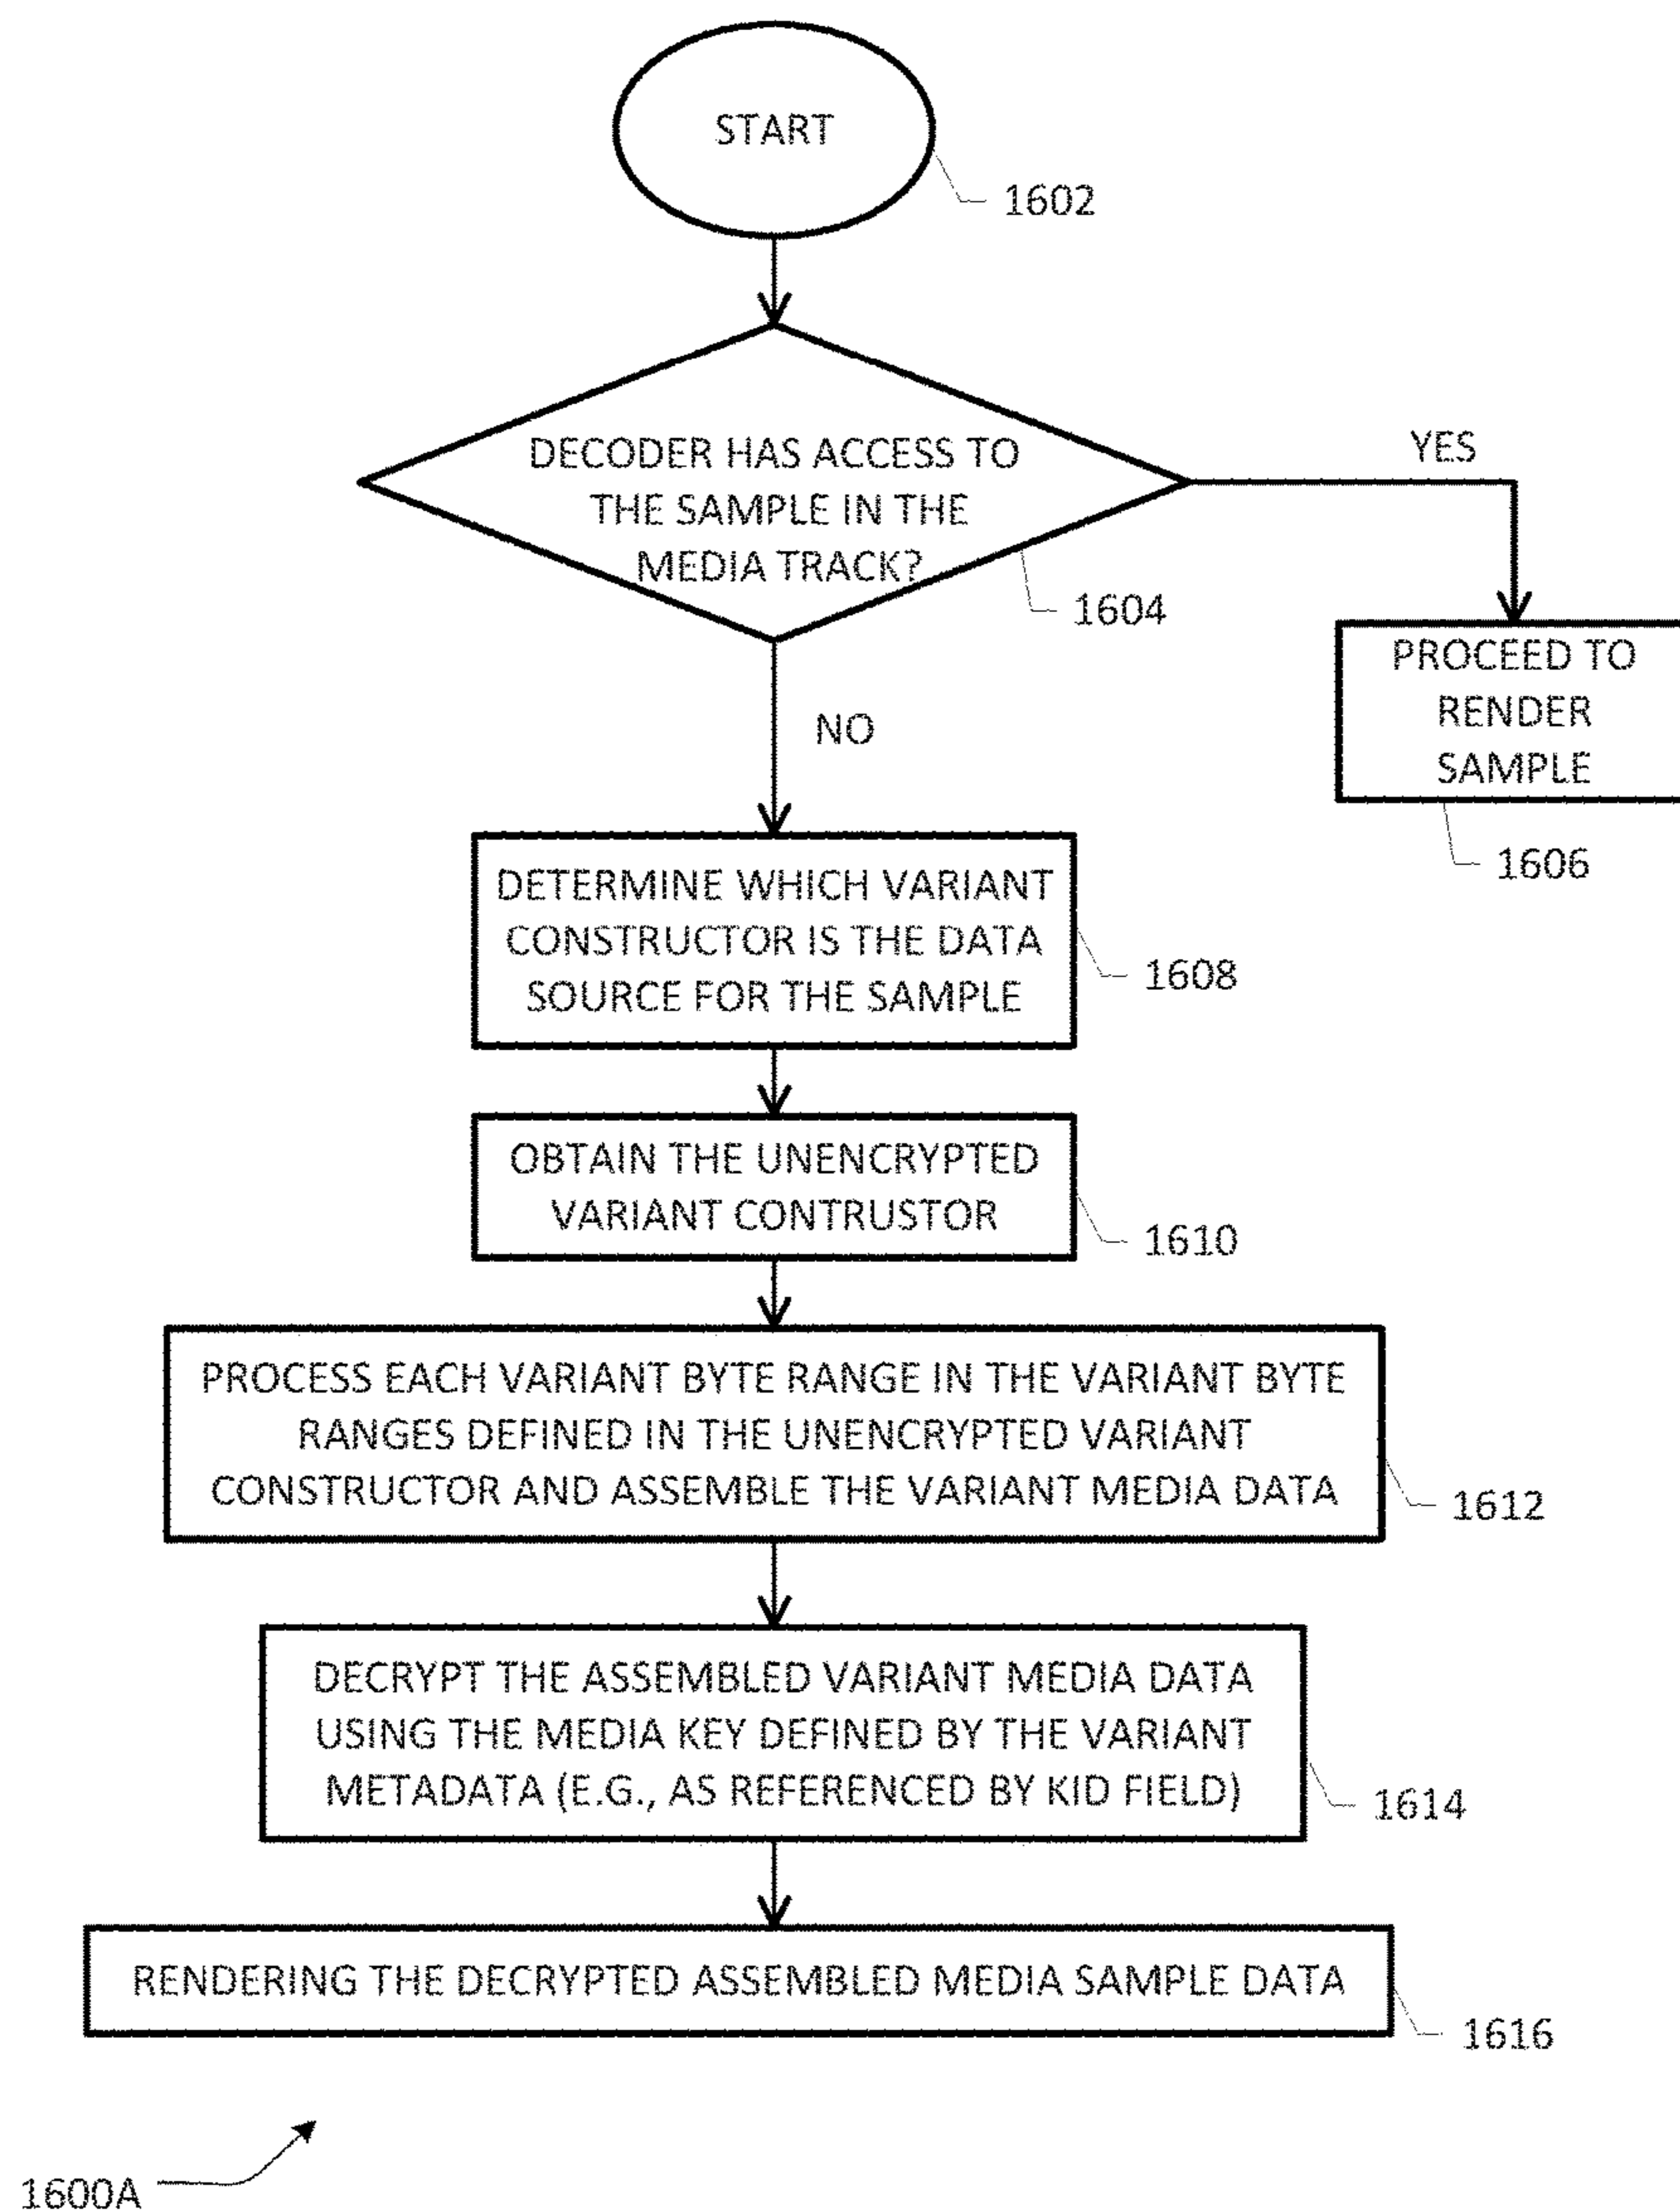 START
1602
DECODER HAS ACCESS TO
THE SAMPLE IN THE
MEDIA TRACK?
1604
YES
PROCEED TO
RENDER
SAMPLE
1606
NO
DETERMINE WHICH VARIANT
CONSTRUCTOR IS THE DATA
SOURCE FOR THE SAMPLE
1608
OBTAIN THE UNENCRYPTED
VARIANT CONTRUSTOR
1610
PROCESS EACH VARIANT BYTE RANGE IN THE VARIANT BYTE
RANGES DEFINED IN THE UNENCRYPTED VARIANT
CONSTRUCTOR AND ASSEMBLE THE VARIANT MEDIA DATA
1612
DECRYPT THE ASSEMBLED VARIANT MEDIA DATA
USING THE MEDIA KEY DEFINED BY THE VARIANT
METADATA (E.G., AS REFERENCED BY KID FIELD)
1614
RENDERING THE DECRYPTED ASSEMBLED MEDIA SAMPLE DATA
1616
1600A